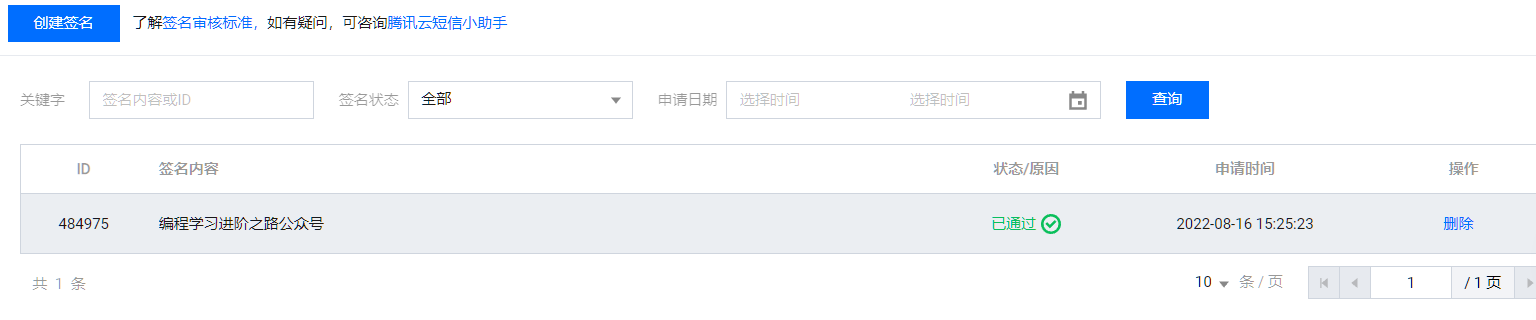 创建签名 了解签名审核标准，如有疑问，可咨询腾讯云短信小助手
关键字 签名内容或ID 签名状态 全部 申请日期 选择时间 选择时间 查询
ID 签名内容 状态/原因 申请时间 操作
484975 编程学习进阶之路公众号 已通过 2022-08-16 15:25:23 删除
共 1 条 10 条 / 页 1 / 1 页